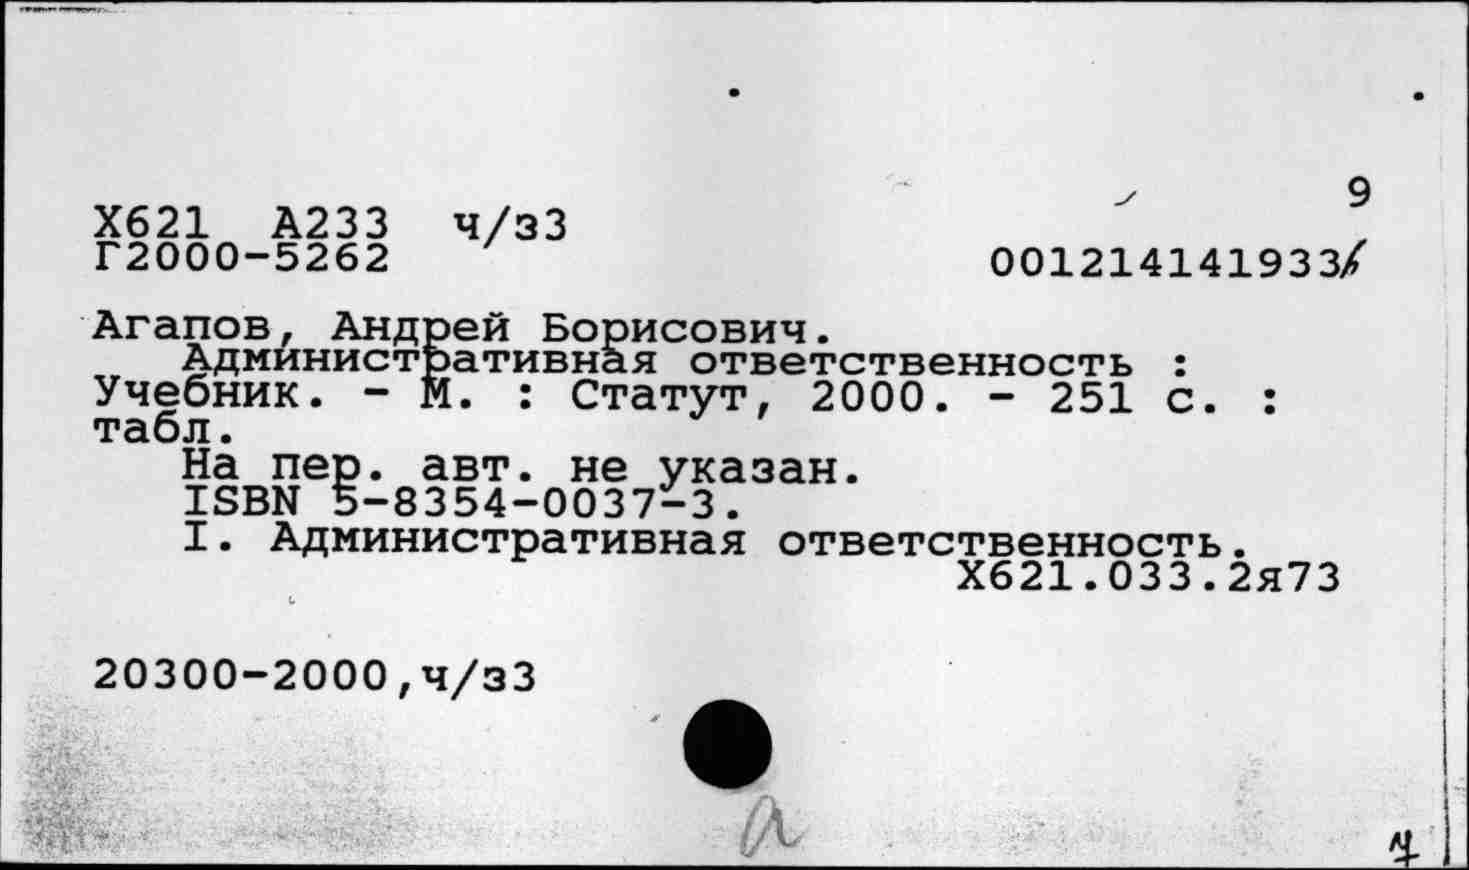 9
Х621 А233 ч/з3
Г2000-5262
001214141933
Агапов, Андрей Борисович.
Административная ответственность :
Учебник. - М. : Статут, 2000. - 251 с. :
табл.
На пер. авт. не указан.
ISBN 5-8354-0037-3.
I. Административная ответственность.
Х621.033.2я73
20300-2000,ч/з3
а